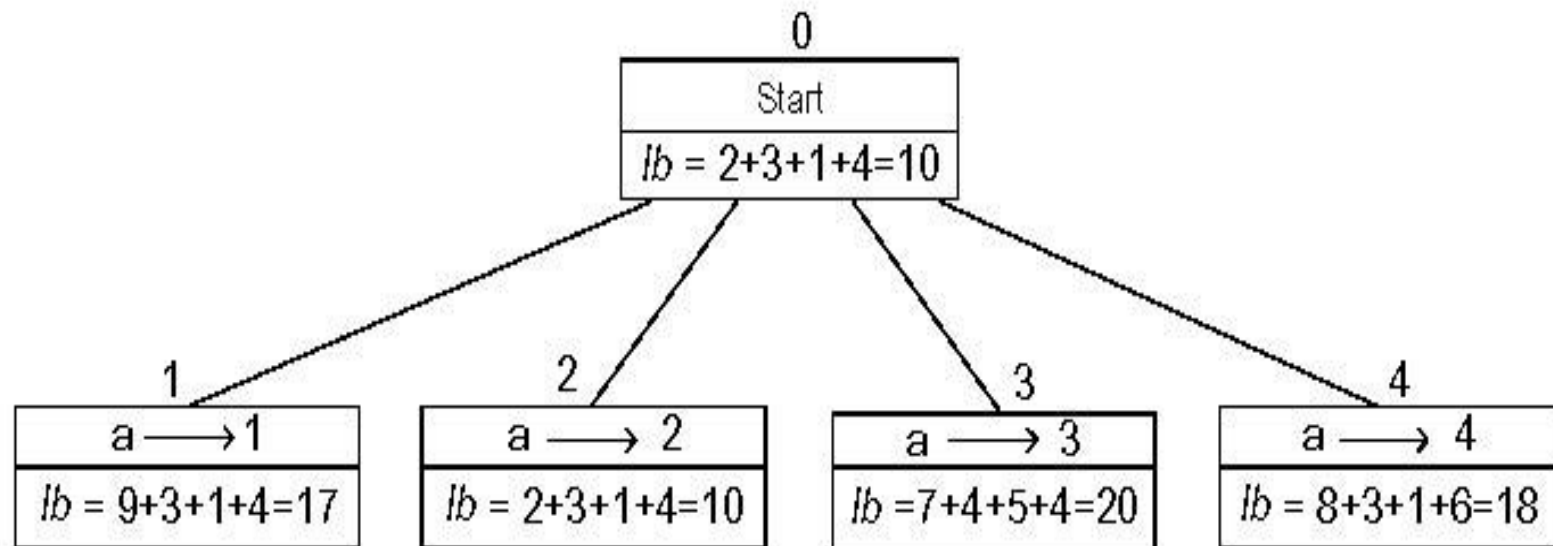 0
Start
lb = 2+3+1+4=10
1 2 3 4
a ⟶ 1 a ⟶ 2 a ⟶ 3 a ⟶ 4
lb = 9+3+1+4=17 lb = 2+3+1+4=10 lb =7+4+5+4=20 lb = 8+3+1+6=18